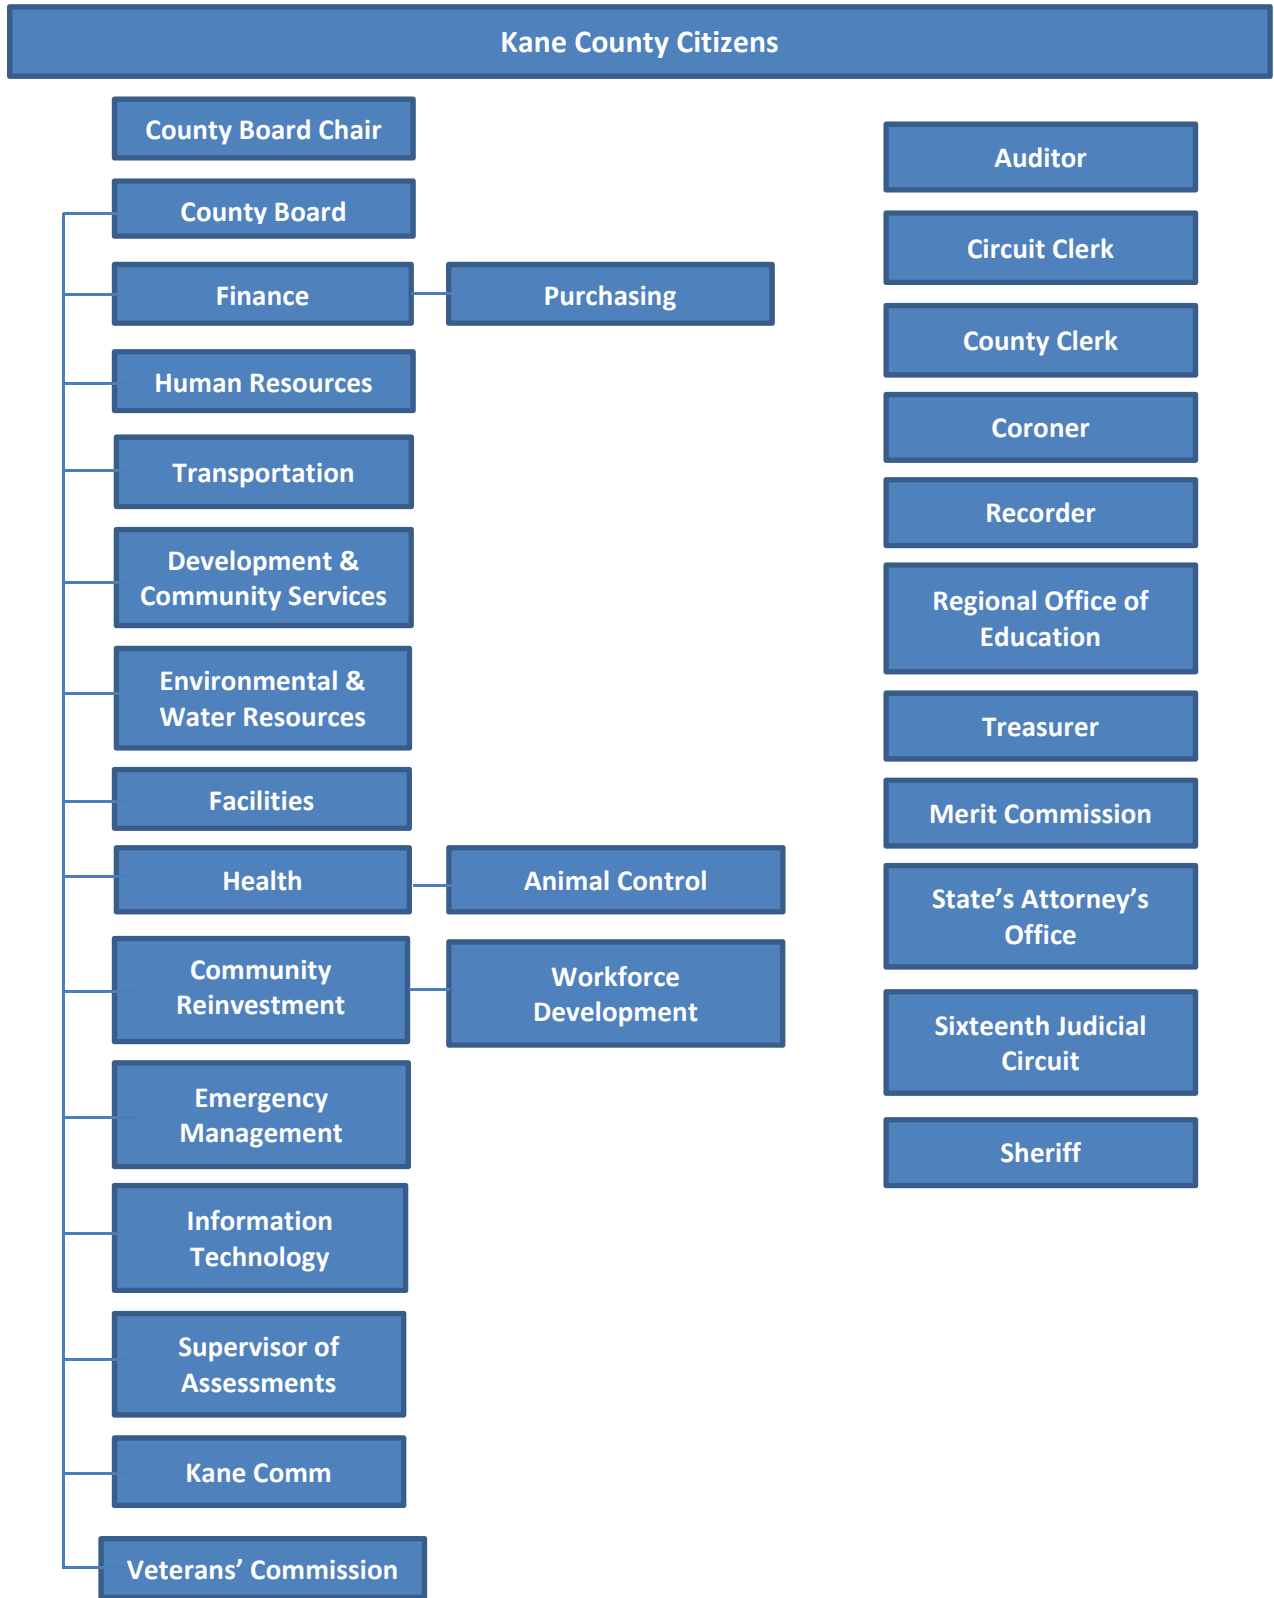 Kane County Citizens
County Board Chair
County Board
Finance
Purchasing
Human Resources
Transportation
Development &
Community Services
Environmental &
Water Resources
Facilities
Health
Animal Control
Community
Reinvestment
Workforce
Development
Emergency
Management
Information
Technology
Supervisor of
Assessments
Kane Comm
Veterans’ Commission
Auditor
Circuit Clerk
County Clerk
Coroner
Recorder
Regional Office of
Education
Treasurer
Merit Commission
State’s Attorney’s
Office
Sixteenth Judicial
Circuit
Sheriff